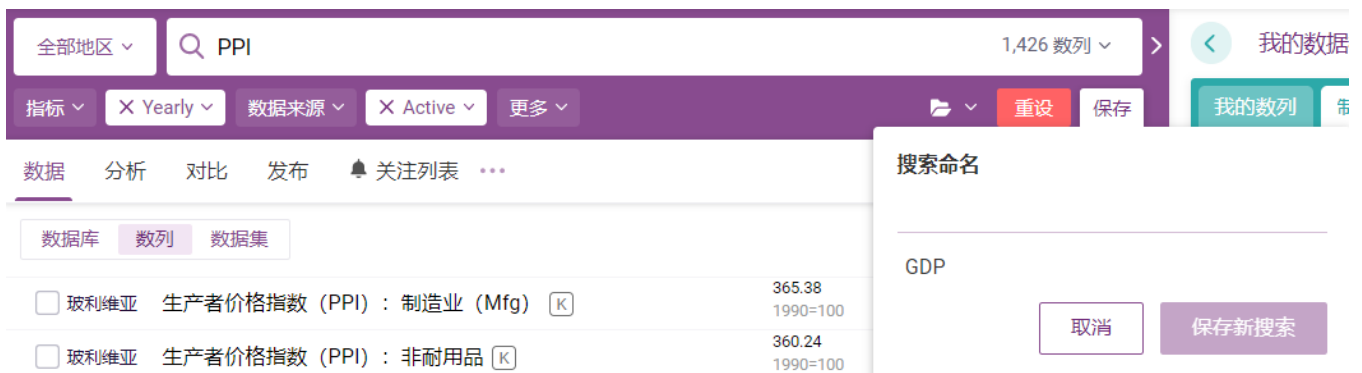 全部地区 PPI 1,426 数列 我的数据
指标 Yearly 数据来源 Active 更多 重设 保存 我的数列
数据 分析 对比 发布 关注列表 ···
搜索命名
数据库 数列 数据集
GDP
玻利维亚 生产者价格指数（PPI）：制造业（Mfg） K 365.38
1990=100
取消 保存新搜索
玻利维亚 生产者价格指数（PPI）：非耐用品 K 360.24
1990=100